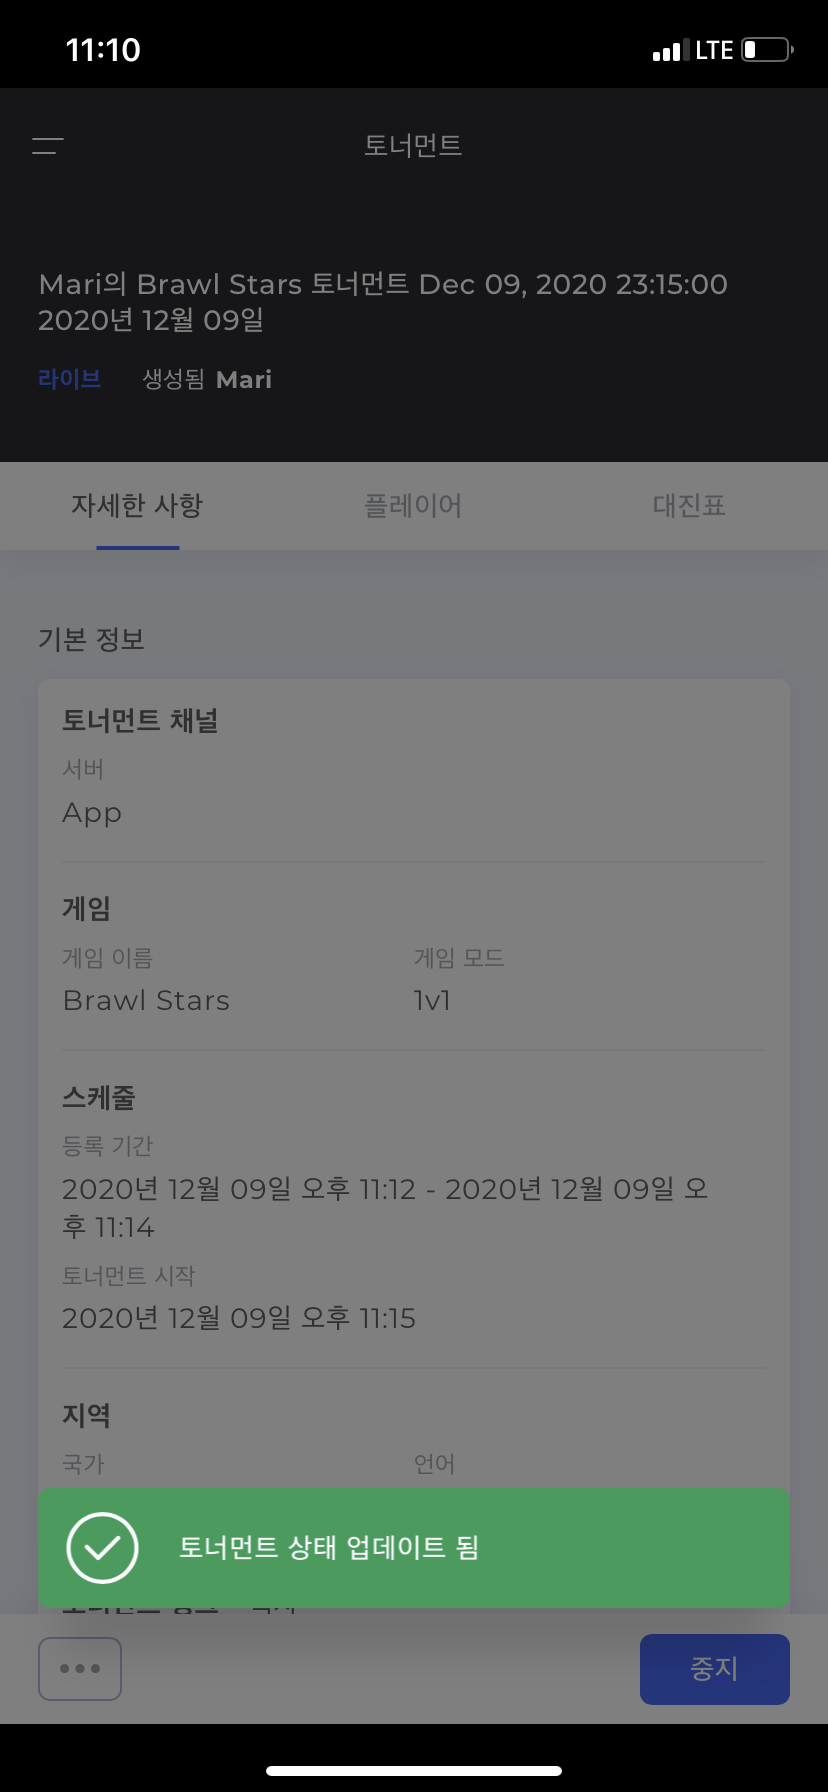 11:10
LTE
토너먼트
Mari의 Brawl Stars 토너먼트 Dec 09, 2020 23:15:00
2020년 12월 09일
라이브 생성됨 Mari
자세한 사항 플레이어 대진표
기본 정보
토너먼트 채널
서버
App
게임
게임 이름 게임 모드
Brawl Stars 1v1
스케줄
등록 기간
2020년 12월 09일 오후 11:12 - 2020년 12월 09일 오
후 11:14
토너먼트 시작
2020년 12월 09일 오후 11:15
지역
국가 언어
토너먼트 상태 업데이트 됨
중지